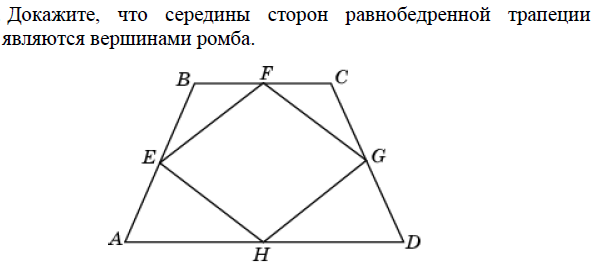 Докажите, что середины сторон равнобедренной трапеции
являются вершинами ромба.
B F C
E G
A H D